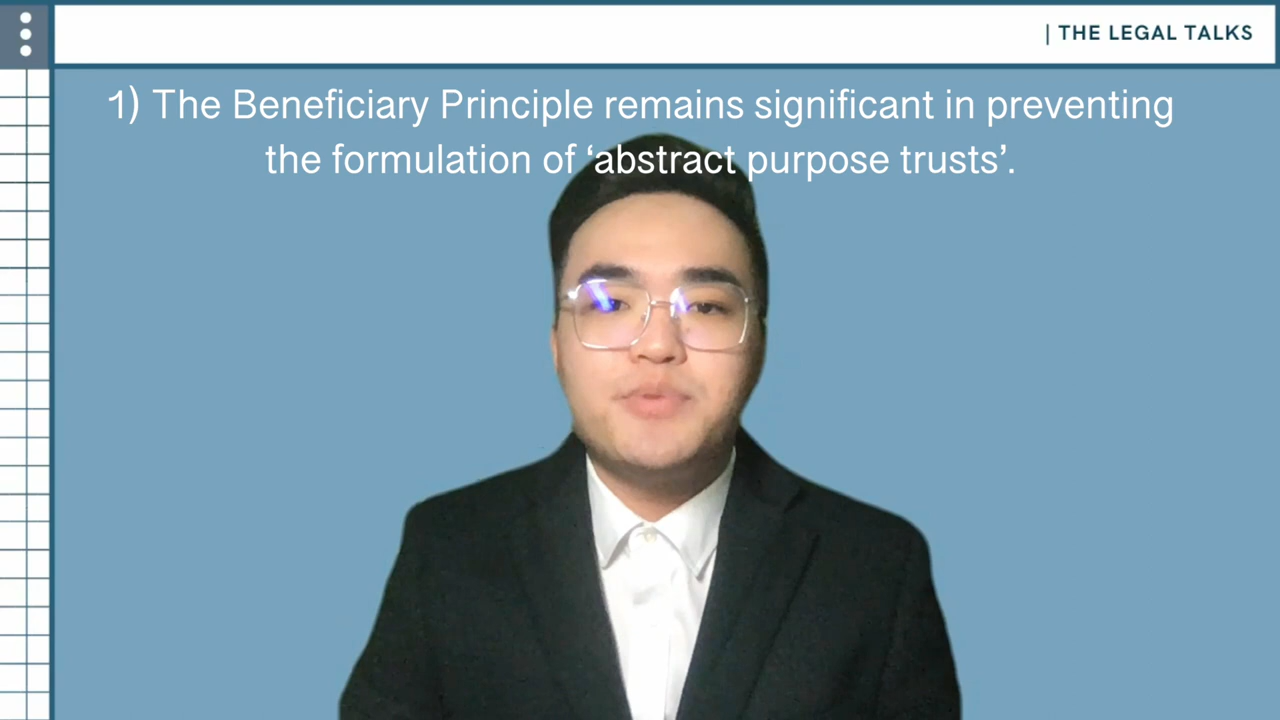 | THE LEGAL TALKS
1) The Beneficiary Principle remains significant in preventing
the formulation of ‘abstract purpose trusts’.